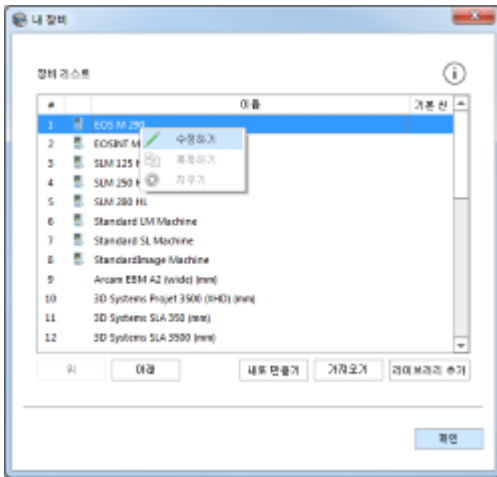 내 장비
장비 리스트
# 이름 기본 선
1 EOS M 290
2 EOSINT M
3 SLM 125 H
4 SLM 250 H
5 SLM 280 HL
6 Standard LM Machine
7 Standard SL Machine
8 StandardImage Machine
9 Arcam EBM A2 (wide) (mm)
10 3D Systems Projet 3500 (XHD) (mm)
11 3D Systems SLA 350 (mm)
12 3D Systems SLA 3500 (mm)
수정하기
복제하기
지우기
위 아래 새로 만들기 가져오기 라이브러리 추가
확인